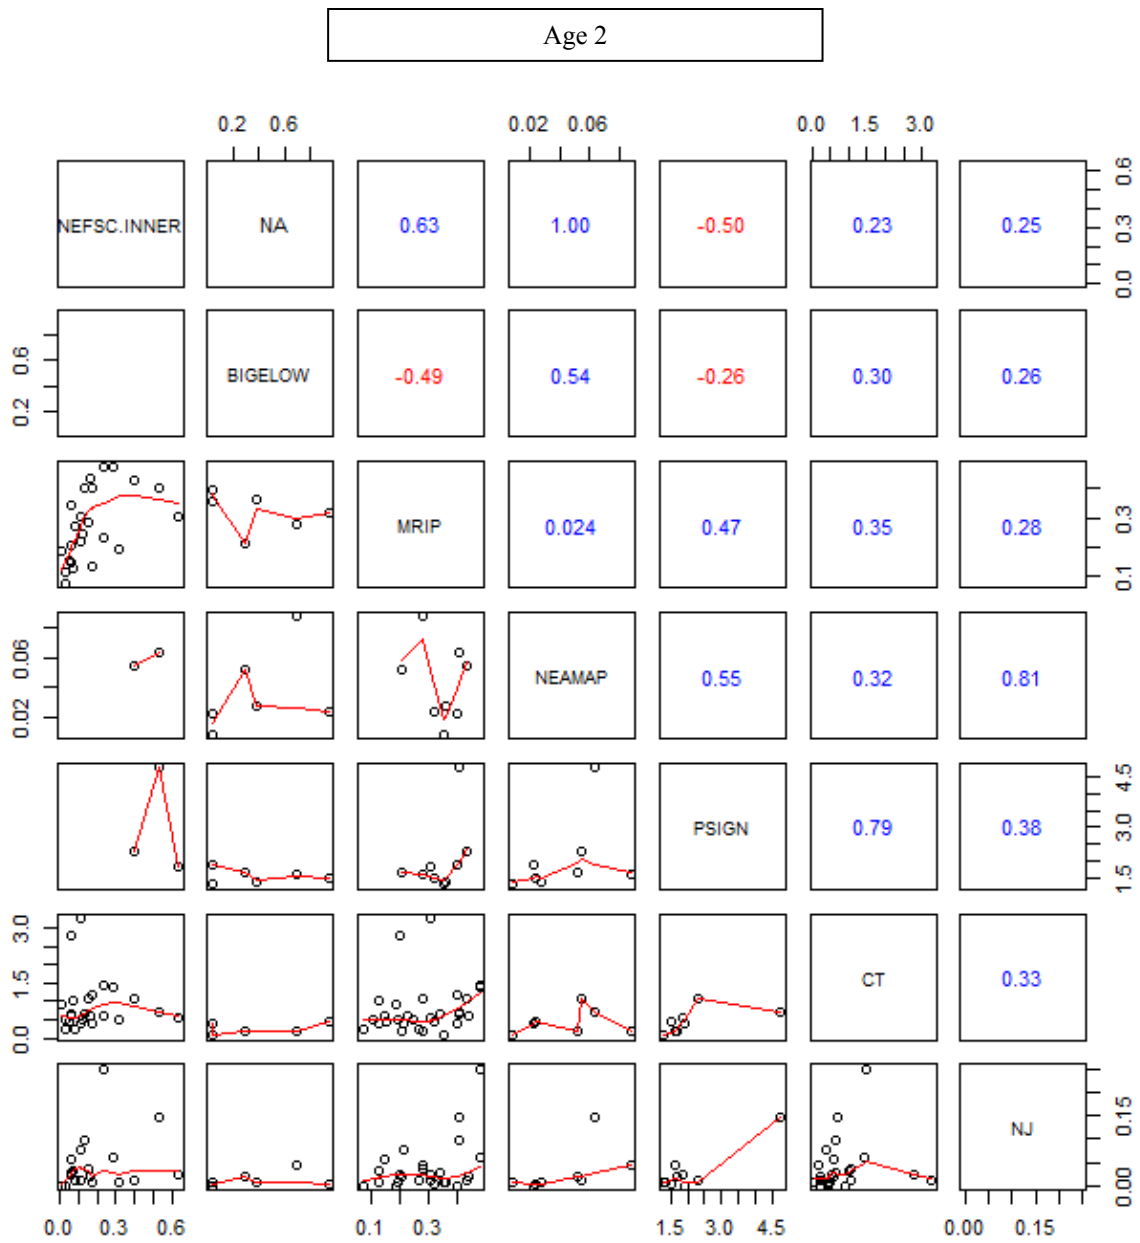 Age 2
0.2 0.6 0.02 0.06 0.0 1.5 3.0
NEFSC.INNER NA 0.63 1.00 -0.50 0.23 0.25 0.0 0.3 0.6
0.2 0.6 BIGELOW -0.49 0.54 -0.26 0.30 0.26
MRIP 0.024 0.47 0.35 0.28 0.1 0.3
0.02 0.06 NEAMAP 0.55 0.32 0.81
PSIGN 0.79 0.38 1.5 3.0 4.5
0.0 1.5 3.0 CT 0.33
NJ 0.00 0.15
0.0 0.3 0.6 0.1 0.3 1.5 3.0 4.5 0.00 0.15